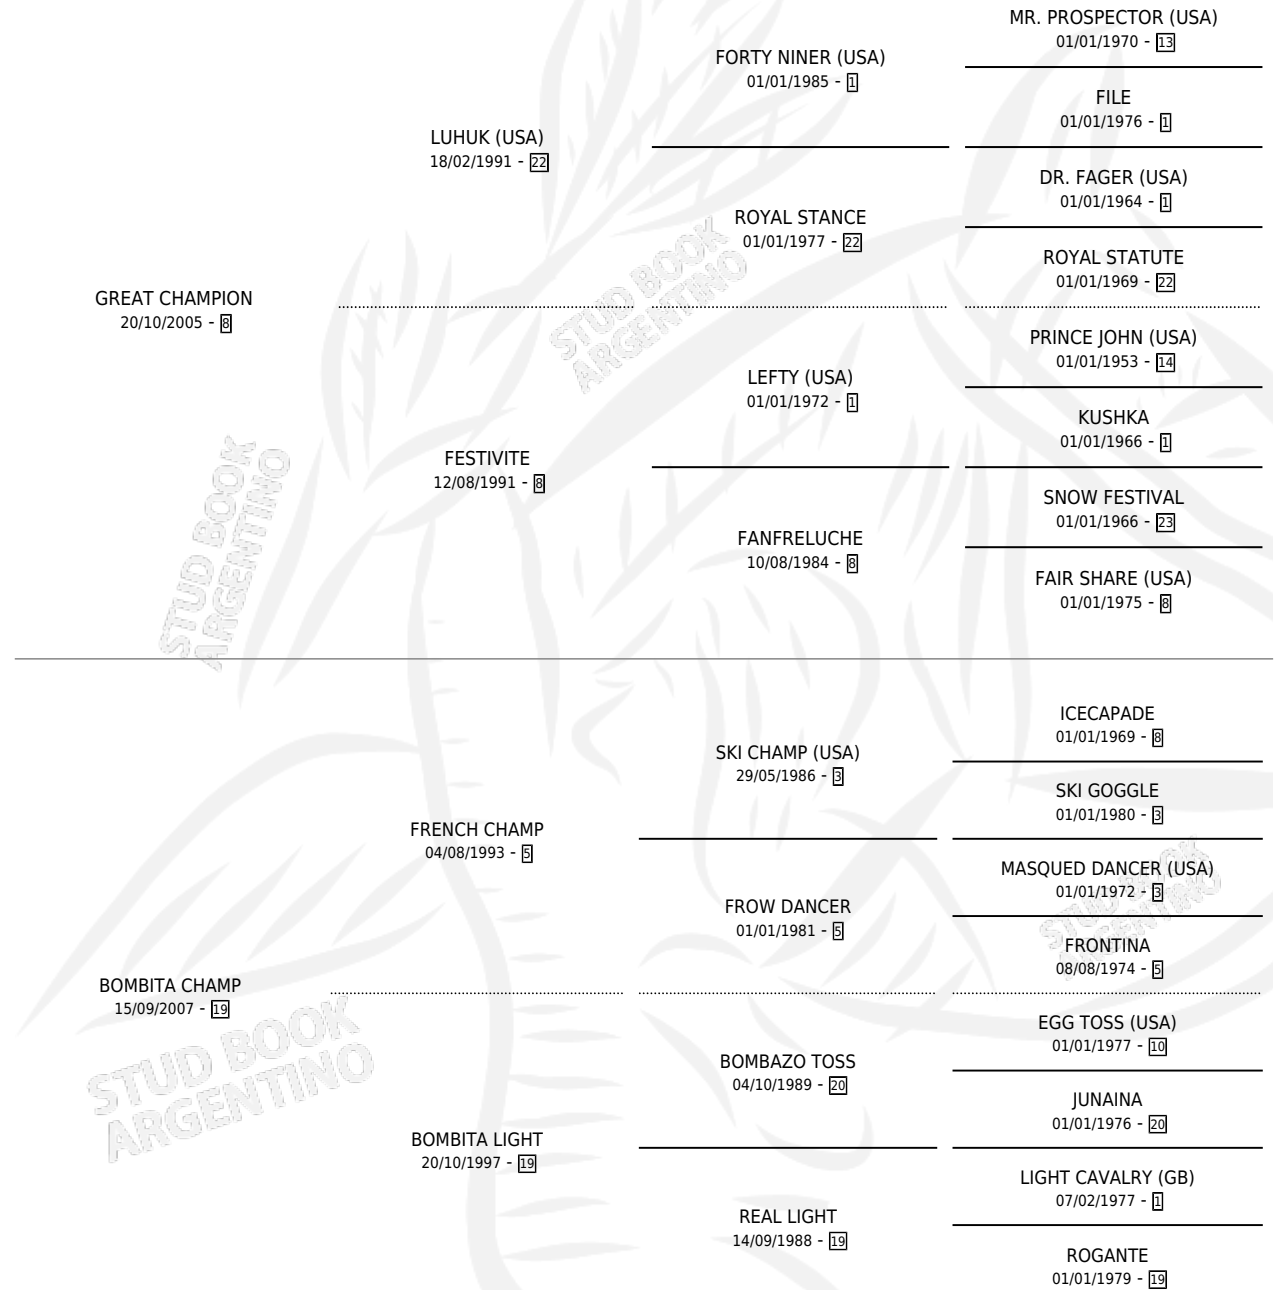 MR. PROSPECTOR (USA)
01/01/1970 - 13
FORTY NINER (USA)
01/01/1985 - 1
FILE
01/01/1976 - 1
LUHUK (USA)
18/02/1991 - 22
DR. FAGER (USA)
01/01/1964 - 1
ROYAL STANCE
01/01/1977 - 22
ROYAL STATUTE
01/01/1969 - 22
GREAT CHAMPION
20/10/2005 - 8
STUD BOOK
ARGENTINO
PRINCE JOHN (USA)
01/01/1953 - 14
LEFTY (USA)
01/01/1972 - 1
KUSHKA
01/01/1966 - 1
FESTIVITE
12/08/1991 - 8
SNOW FESTIVAL
01/01/1966 - 23
FANFRELUCHE
10/08/1984 - 8
FAIR SHARE (USA)
01/01/1975 - 8
STUD BOOK
ARGENTINO
ICECAPADE
01/01/1969 - 8
SKI CHAMP (USA)
29/05/1986 - 3
SKI GOGGLE
01/01/1980 - 3
FRENCH CHAMP
04/08/1993 - 5
MASQUED DANCER (USA)
01/01/1972 - 3
FROW DANCER
01/01/1981 - 5
STUD BOOK
ARGENTINO
FRONTINA
08/08/1974 - 5
BOMBITA CHAMP
15/09/2007 - 19
STUD BOOK
ARGENTINO
EGG TOSS (USA)
01/01/1977 - 10
BOMBAZO TOSS
04/10/1989 - 20
JUNAINA
01/01/1976 - 20
BOMBITA LIGHT
20/10/1997 - 19
LIGHT CAVALRY (GB)
07/02/1977 - 1
REAL LIGHT
14/09/1988 - 19
ROGANTE
01/01/1979 - 19